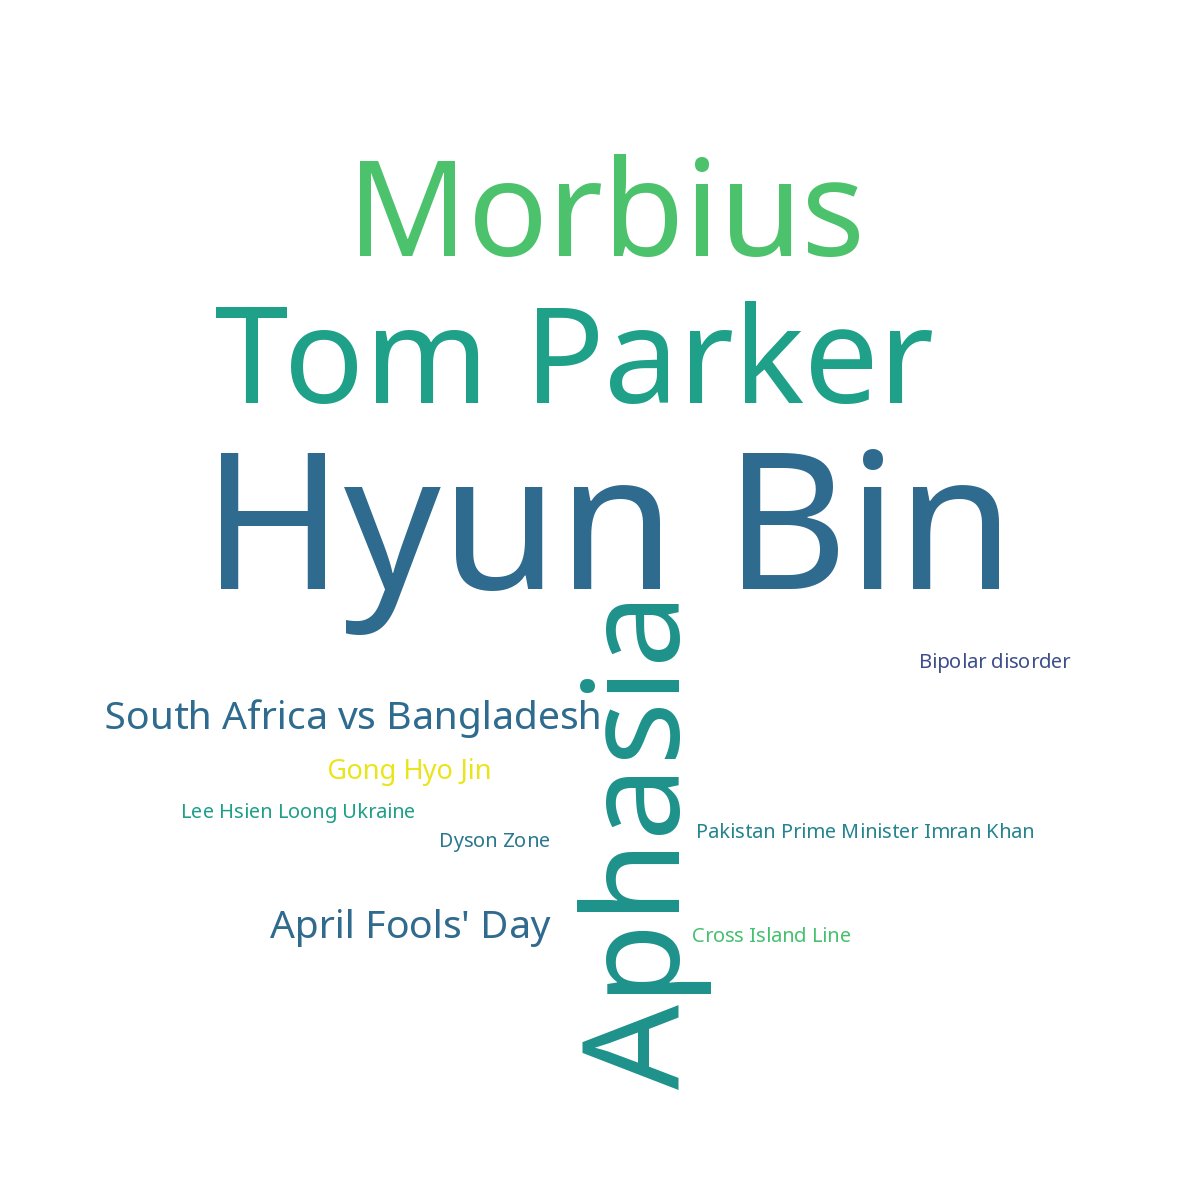 Morbius
Tom Parker
Hyun Bin
Aphasia
Bipolar disorder
South Africa vs Bangladesh
Gong Hyo Jin
Lee Hsien Loong Ukraine
Pakistan Prime Minister Imran Khan
Dyson Zone
April Fools' Day
Cross Island Line